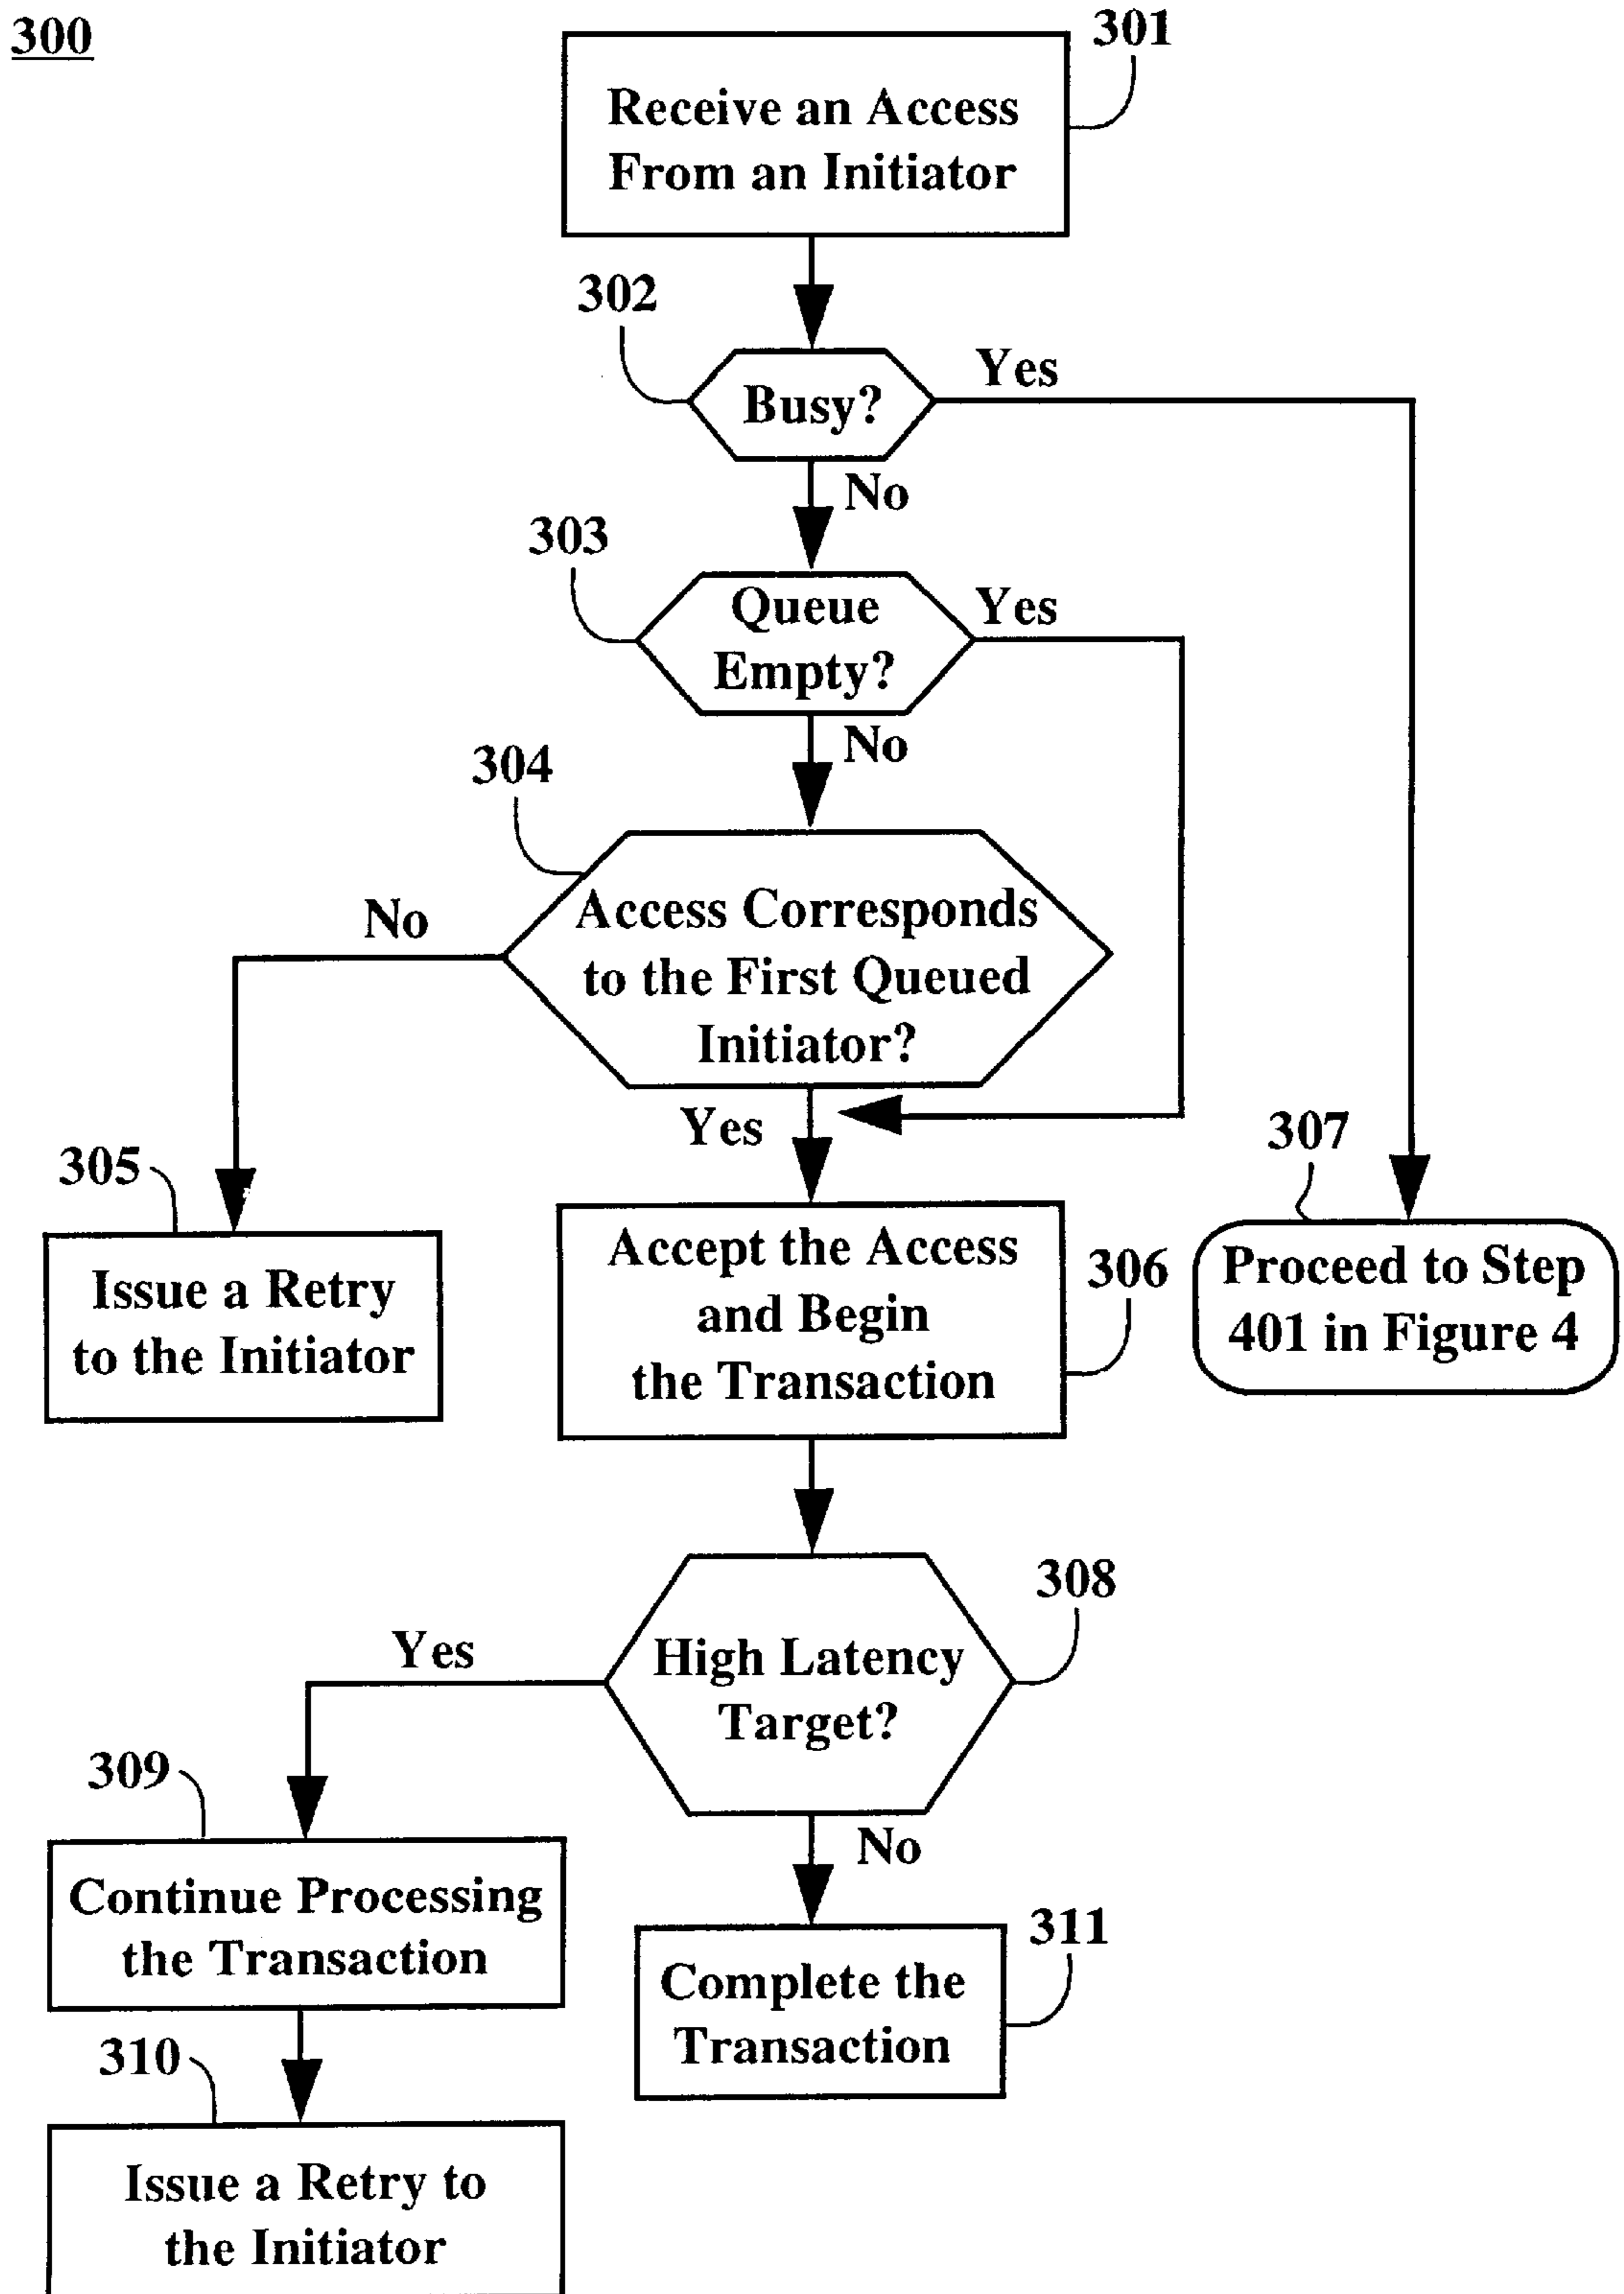 300
301
Receive an Access
From an Initiator
302
Busy?
Yes
No
303
Queue
Empty?
Yes
No
304
Access Corresponds
to the First Queued
Initiator?
No
Yes
305
Issue a Retry
to the Initiator
306
Accept the Access
and Begin
the Transaction
307
Proceed to Step
401 in Figure 4
308
High Latency
Target?
Yes
No
309
Continue Processing
the Transaction
310
Issue a Retry to
the Initiator
311
Complete the
Transaction